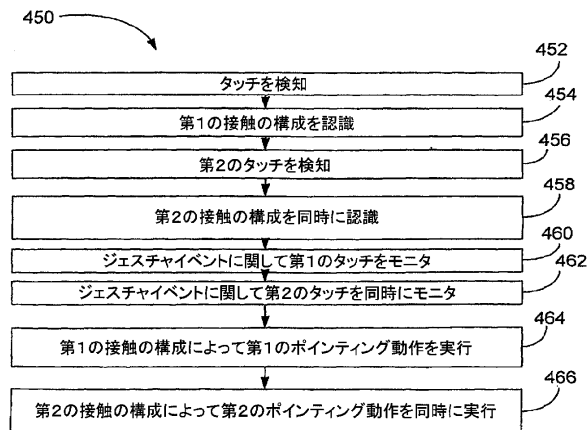 450
452
タッチを検知
454
第1の接触の構成を認識
456
第2のタッチを検知
458
第2の接触の構成を同時に認識
460
ジェスチャイベントに関して第1のタッチをモニタ
462
ジェスチャイベントに関して第2のタッチを同時にモニタ
464
第1の接触の構成によって第1のポインティング動作を実行
466
第2の接触の構成によって第2のポインティング動作を同時に実行